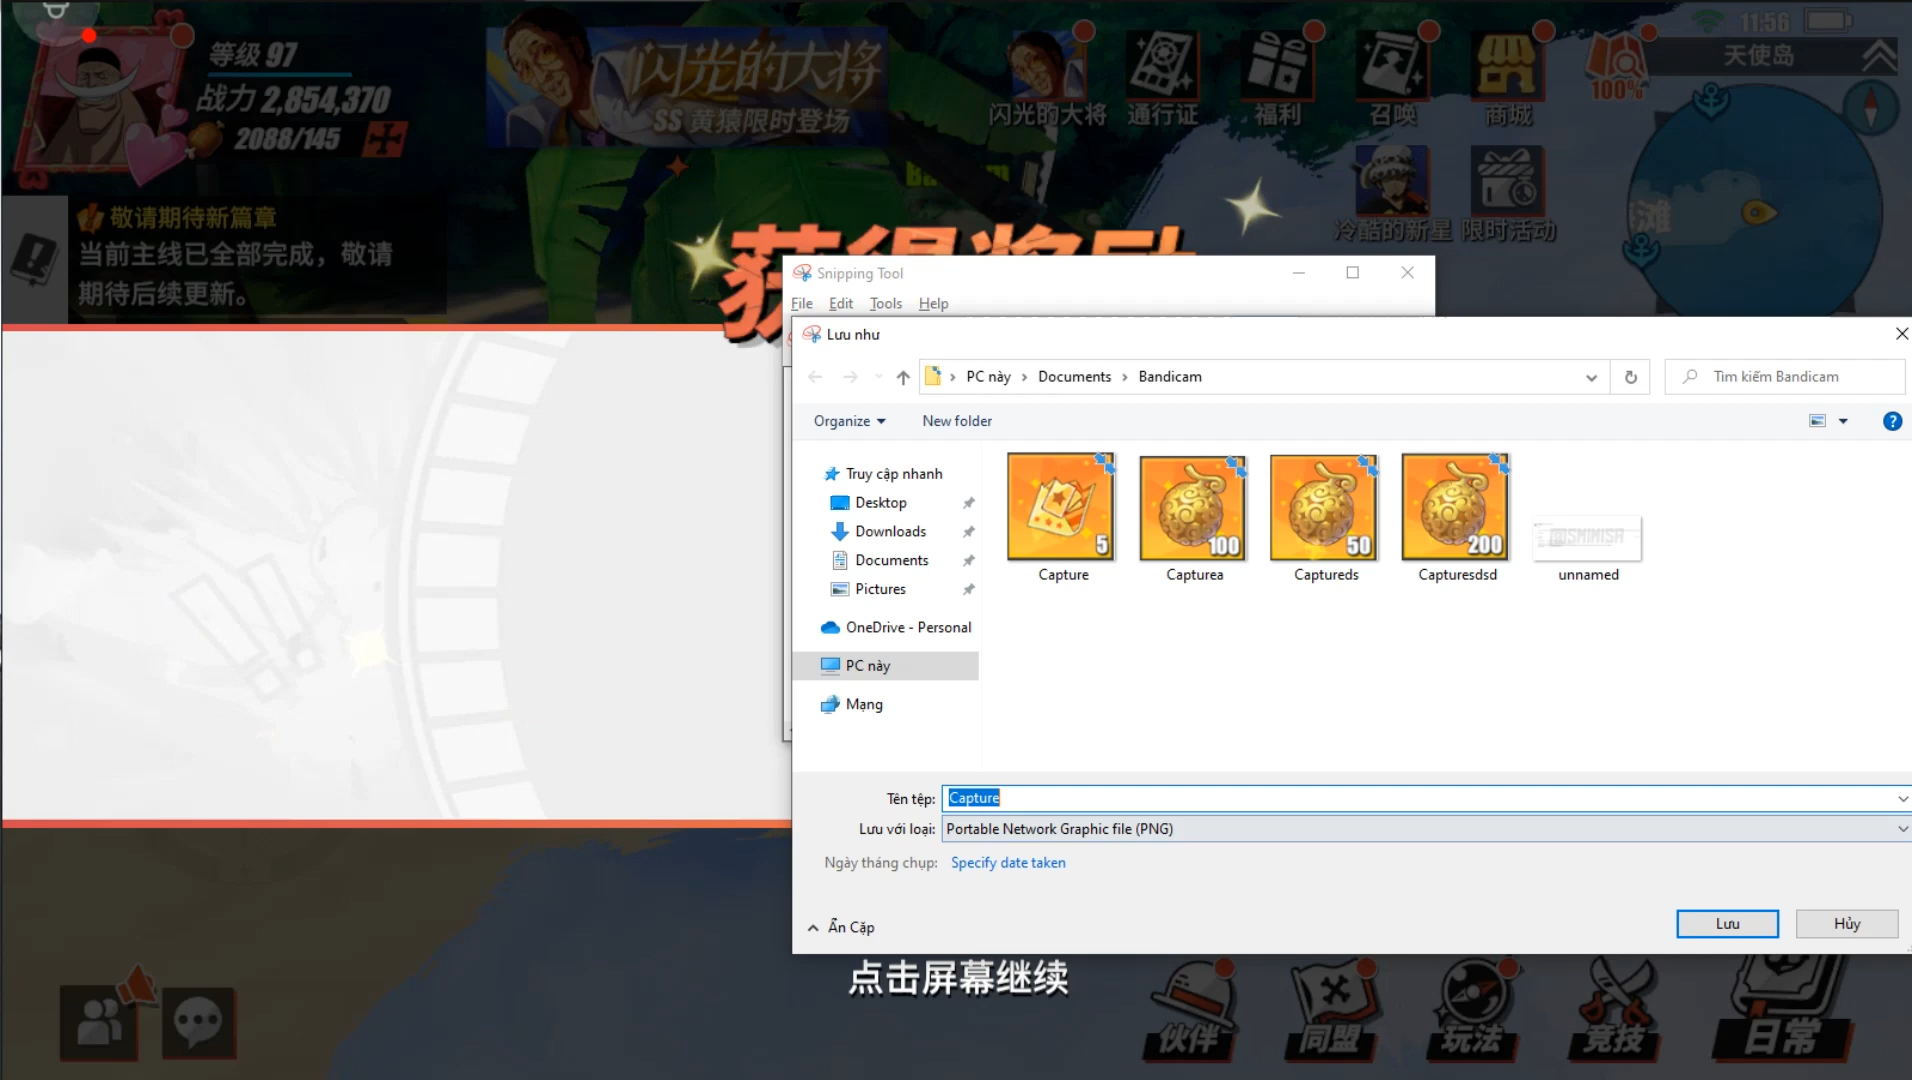 等级 97
战力 2,854,370
2088/145
闪光的大将
SS 黄猿限时登场
闪光的大将
通行证
福利
召唤
商城
100%
11:56
天使岛
冷酷的新星
限时活动
滩
敬请期待新篇章
当前主线已全部完成，敬请
期待后续更新。
获得奖励
Snipping Tool
File Edit Tools Help
Lưu như
PC này › Documents › Bandicam
Tìm kiếm Bandicam
Organize
New folder
Truy cập nhanh
Desktop
Downloads
Documents
Pictures
OneDrive - Personal
PC này
Mạng
5
100
50
200
Capture
Capturea
Captureds
Capturesdsd
unnamed
Tên tệp: Capture
Lưu với loại: Portable Network Graphic file (PNG)
Ngày tháng chụp: Specify date taken
Ẩn Cặp
Lưu
Hủy
点击屏幕继续
伙伴
同盟
玩法
竞技
日常